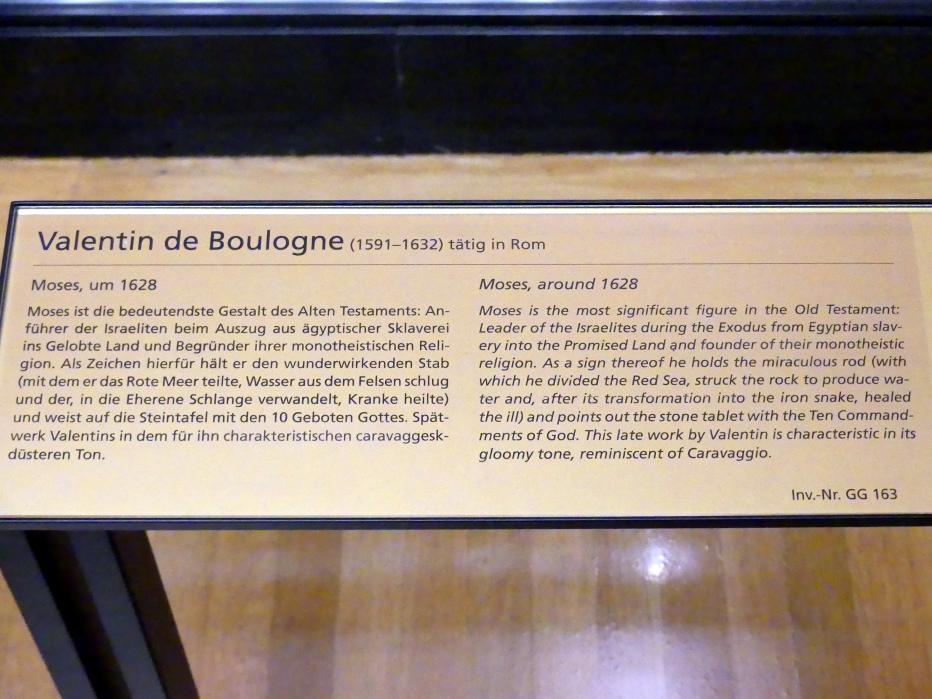 Valentin de Boulogne (1591–1632) tätig in Rom
Moses, um 1628
Moses ist die bedeutendste Gestalt des Alten Testaments: An-
führer der Israeliten beim Auszug aus ägyptischer Sklaverei
ins Gelobte Land und Begründer ihrer monotheistischen Reli-
gion. Als Zeichen hierfür hält er den wunderwirkenden Stab
(mit dem er das Rote Meer teilte, Wasser aus dem Felsen schlug
und der, in die Eherene Schlange verwandelt, Kranke heilte)
und weist auf die Steintafel mit den 10 Geboten Gottes. Spät-
werk Valentins in dem für ihn charakteristischen caravaggesk-
düsteren Ton.
Moses, around 1628
Moses is the most significant figure in the Old Testament:
Leader of the Israelites during the Exodus from Egyptian slav-
ery into the Promised Land and founder of their monotheistic
religion. As a sign thereof he holds the miraculous rod (with
which he divided the Red Sea, struck the rock to produce wa-
ter and, after its transformation into the iron snake, healed
the ill) and points out the stone tablet with the Ten Command-
ments of God. This late work by Valentin is characteristic in its
gloomy tone, reminiscent of Caravaggio.
Inv.-Nr. GG 163